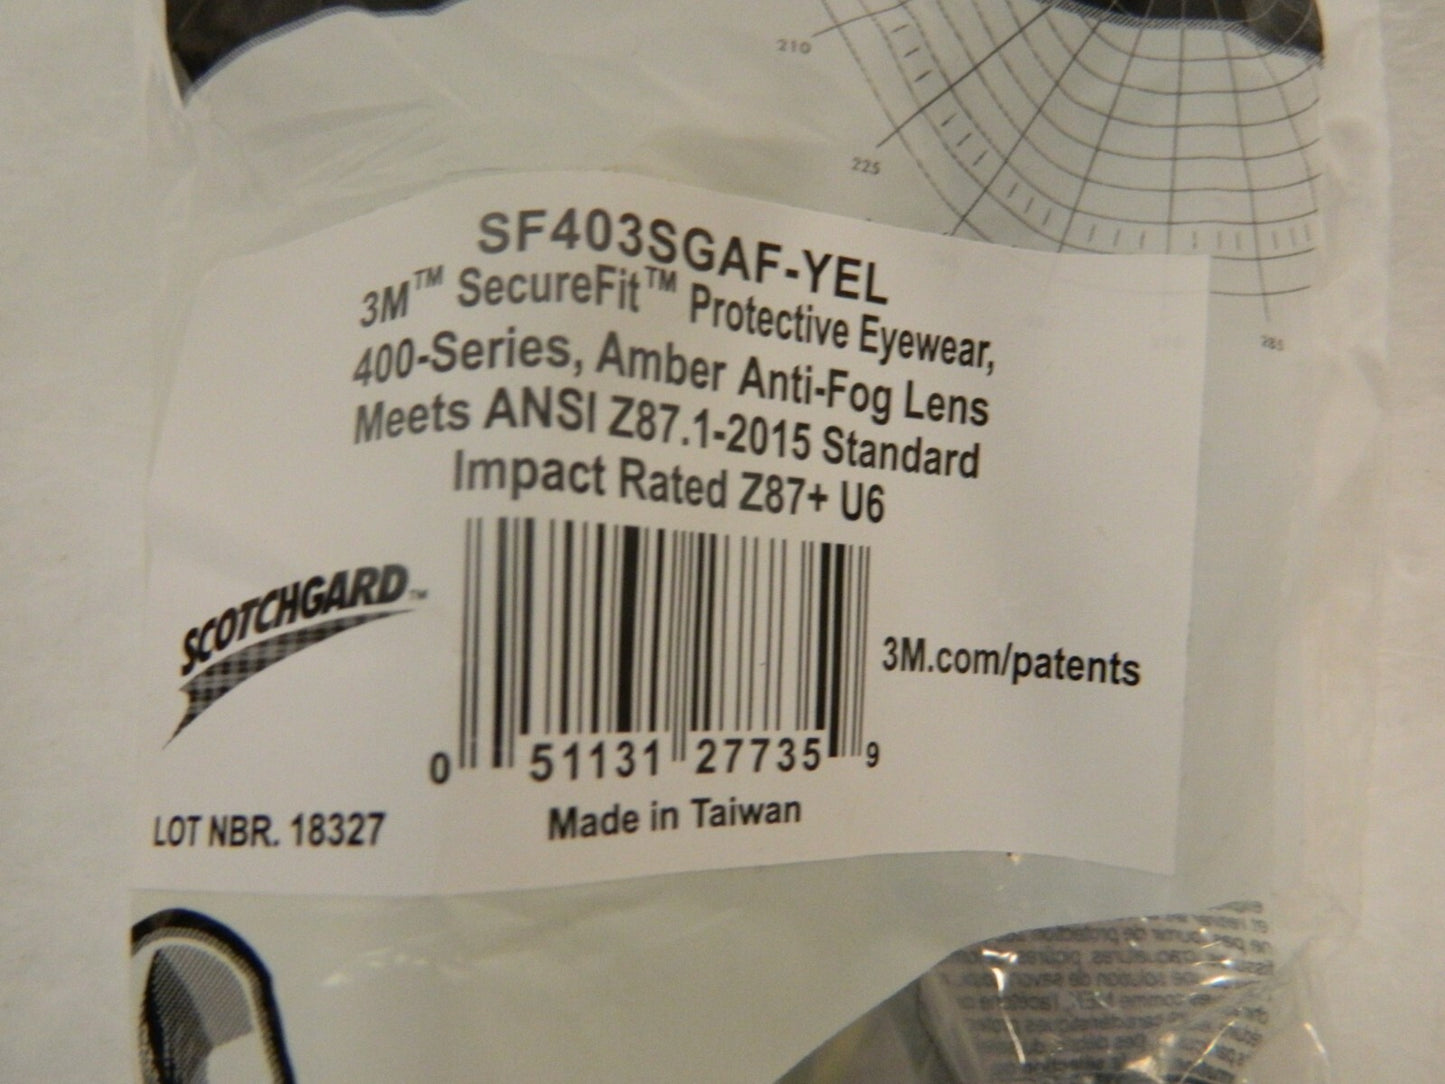 210
225
285
SF403SGAF-YEL
3M™ SecureFit™ Protective Eyewear,
400-Series, Amber Anti-Fog Lens
Meets ANSI Z87.1-2015 Standard
Impact Rated Z87+ U6
SCOTCHGARD™
3M.com/patents
0 51131 27735 9
LOT NBR. 18327
Made in Taiwan